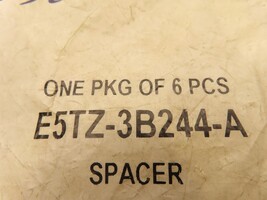 ONE PKG OF 6 PCS
E5TZ-3B244-A
SPACER